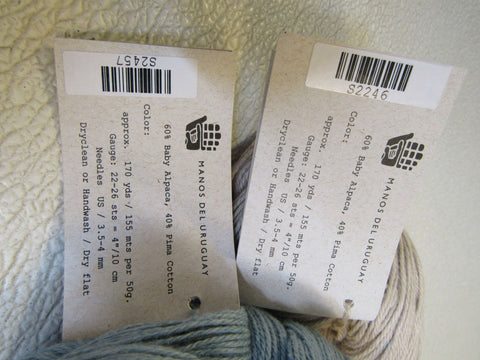 S2457
MANOS DEL URUGUAY
60% Baby Alpaca, 40% Pima Cotton
Color:
approx. 170 yds / 155 mts per 50g.
Gauge: 22-26 sts = 4"/10 cm
Needles US / 3.5-4 mm
Dryclean or Handwash / Dry flat
S2246
MANOS DEL URUGUAY
60% Baby Alpaca, 40% Pima Cotton
Color:
approx. 170 yds / 155 mts per 50g.
Gauge: 22-26 sts = 4"/10 cm
Needles US / 3.5-4 mm
Dryclean or Handwash / Dry flat